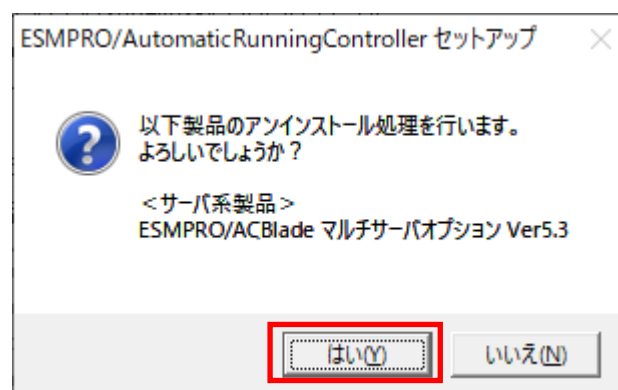 ESMPRO/AutomaticRunningController セットアップ
以下製品のアンインストール処理を行います。
よろしいでしょうか？
＜サーバ系製品＞
ESMPRO/ACBlade マルチサーバオプション Ver5.3
はい(Y)
いいえ(N)